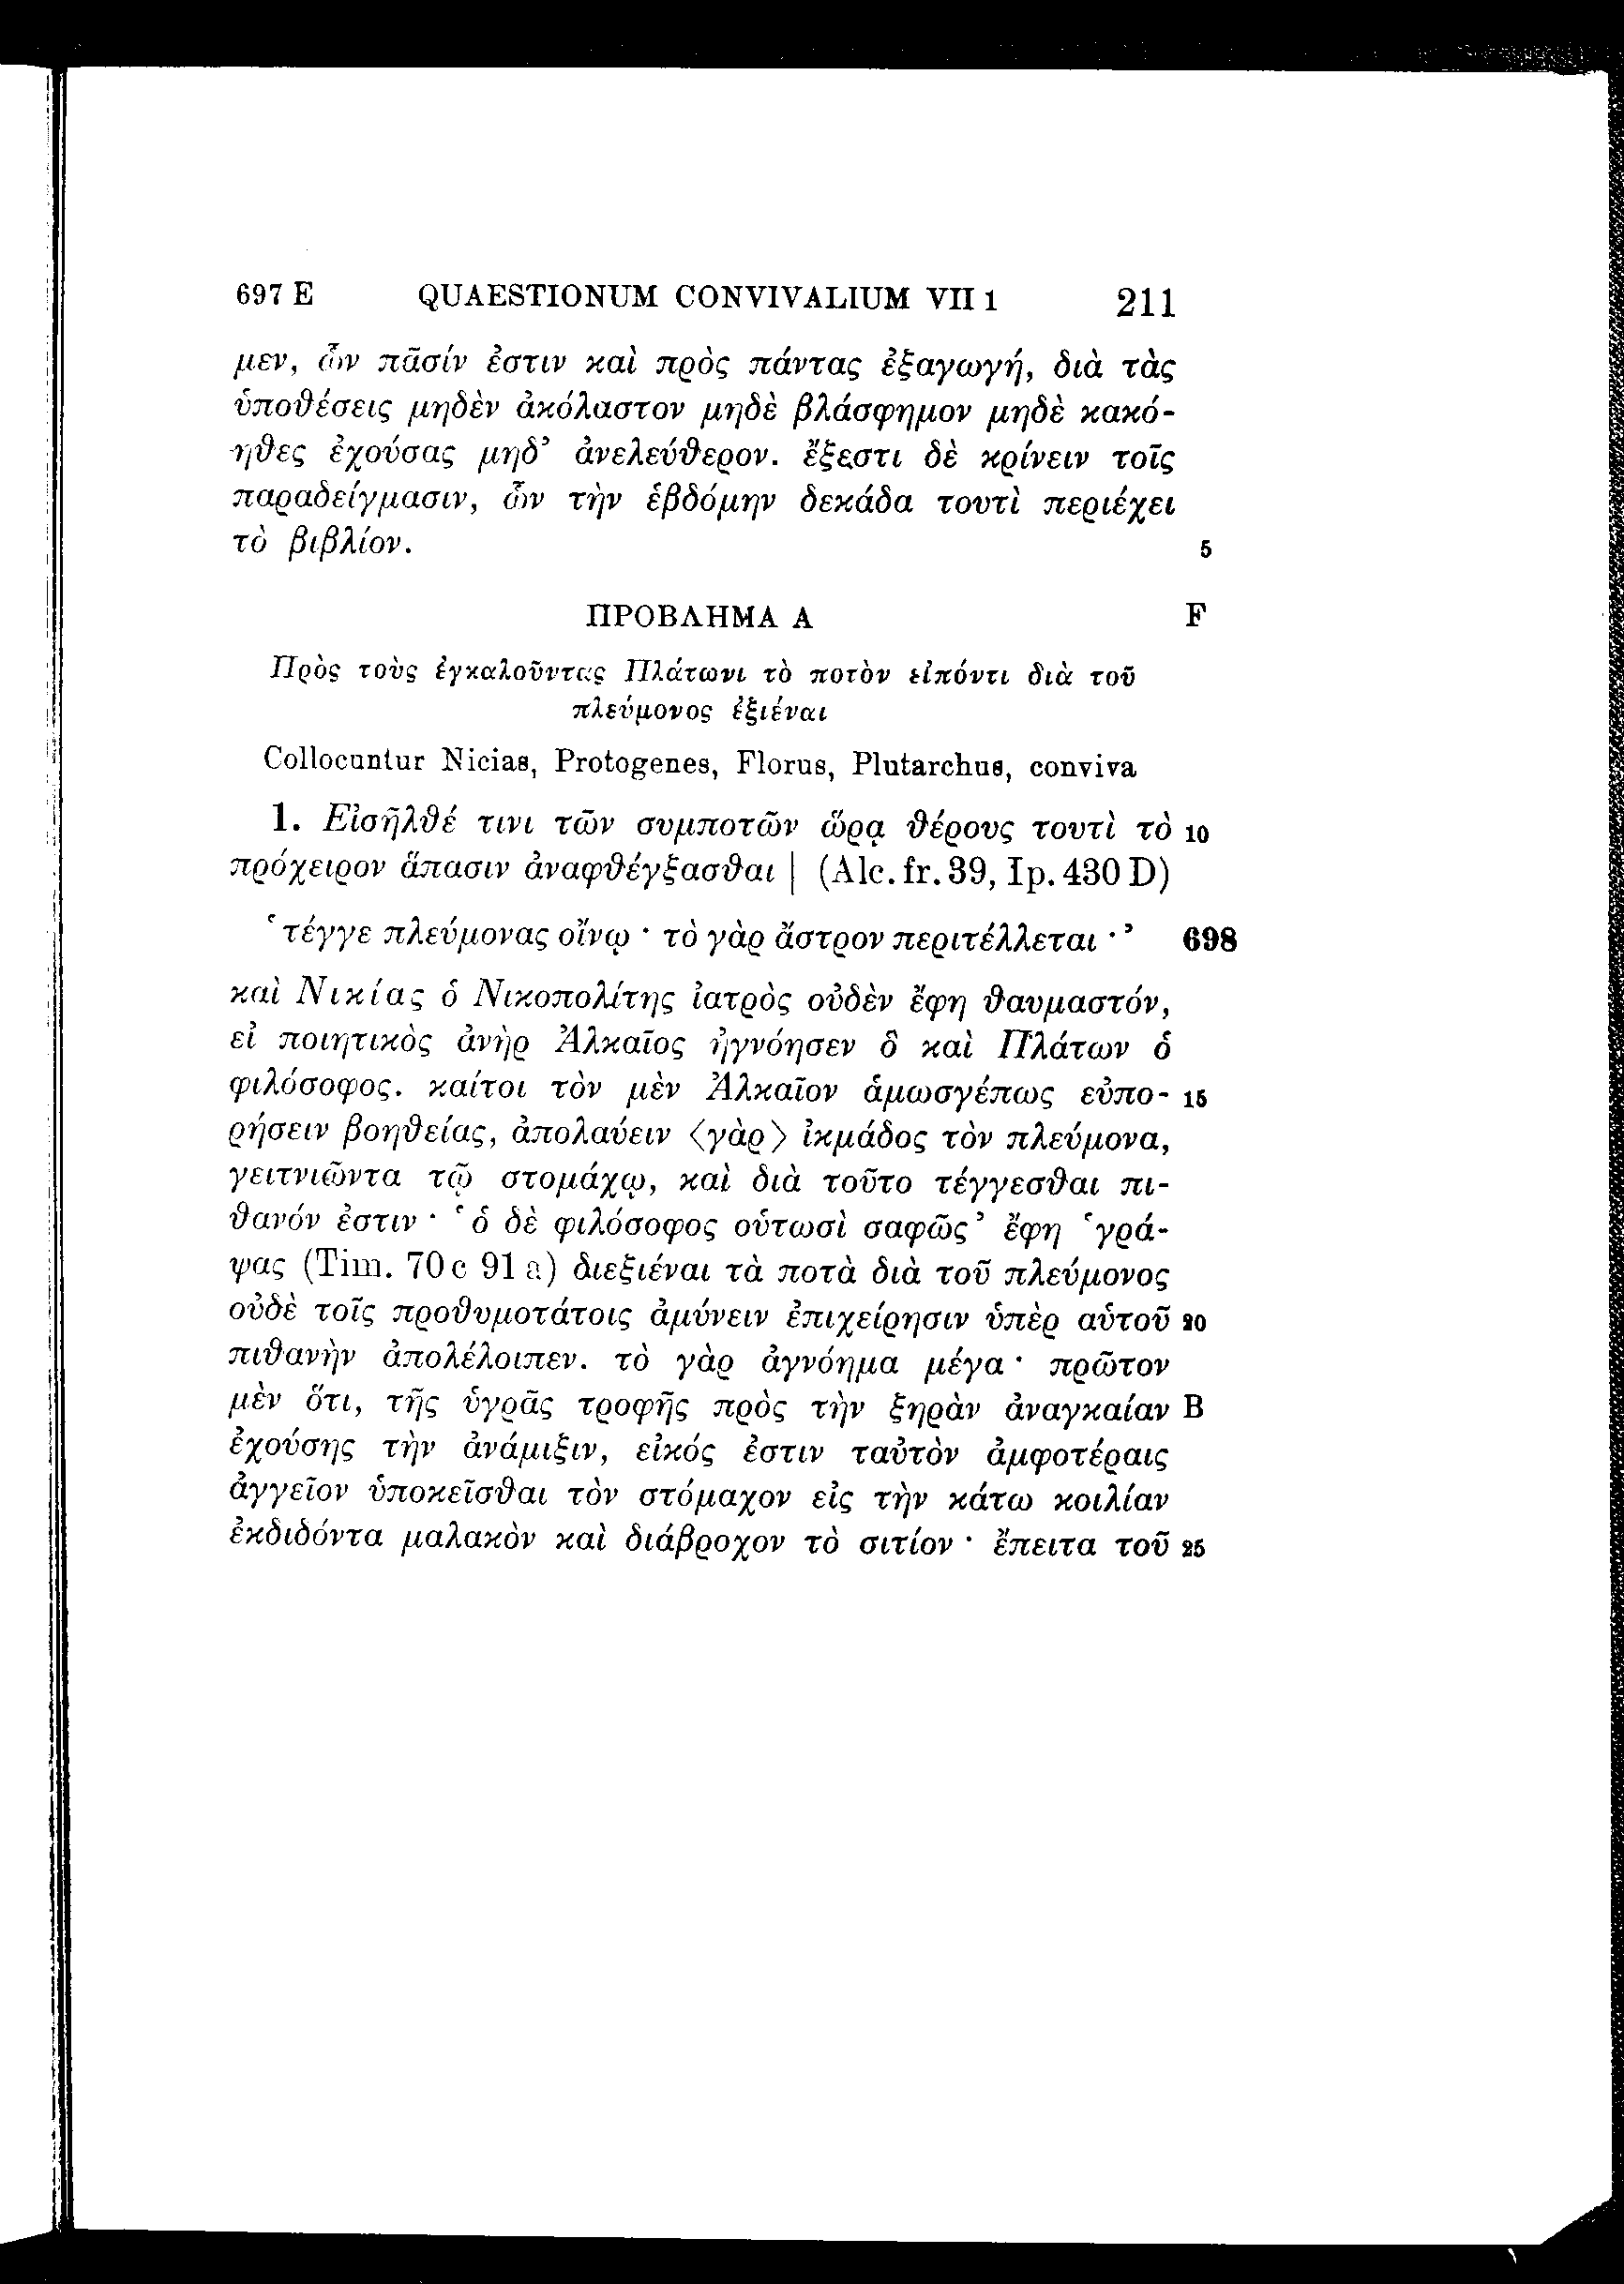 697 E QUAESTIONUM CONVIVALIUM VII 1 211
μεν, ὧν πᾶσίν ἐστιν καὶ πρὸς πάντας ἐξαγωγή, διὰ τὰς
ὑποθέσεις μηδὲν ἀκόλαστον μηδὲ βλάσφημον μηδὲ κακό-
ηθες ἐχούσας μηδ’ ἀνελεύθερον. ἔξεστι δὲ κρίνειν τοῖς
παραδείγμασιν, ὧν τὴν ἑβδόμην δεκάδα τουτὶ περιέχει
τὸ βιβλίον. 5
ΠΡΟΒΛΗΜΑ Α F
Πρὸς τοὺς ἐγκαλοῦντας Πλάτωνι τὸ ποτὸν εἰπόντι διὰ τοῦ
πλεύμονος ἐξιέναι
Collocuntur Nicias, Protogenes, Florus, Plutarchus, conviva
1. Εἰσῆλθέ τινι τῶν συμποτῶν ὥρᾳ θέρους τουτὶ τὸ 10
πρόχειρον ἅπασιν ἀναφθέγξασθαι | (Alc. fr. 39, I p. 430 D)
‘τέγγε πλεύμονας οἴνῳ · τὸ γὰρ ἄστρον περιτέλλεται ·’ 698
καὶ Νικίας ὁ Νικοπολίτης ἰατρὸς οὐδὲν ἔφη θαυμαστόν,
εἰ ποιητικὸς ἀνὴρ Ἀλκαῖος ἠγνόησεν ὃ καὶ Πλάτων ὁ
φιλόσοφος. καίτοι τὸν μὲν Ἀλκαῖον ἁμωσγέπως εὐπο- 15
ρήσειν βοηθείας, ἀπολαύειν ⟨γὰρ⟩ ἰκμάδος τὸν πλεύμονα,
γειτνιῶντα τῷ στομάχῳ, καὶ διὰ τοῦτο τέγγεσθαι πι-
θανόν ἐστιν · ‘ὁ δὲ φιλόσοφος οὑτωσὶ σαφῶς’ ἔφη ‘γρά-
ψας (Tim. 70 c 91 a) διεξιέναι τὰ ποτὰ διὰ τοῦ πλεύμονος
οὐδὲ τοῖς προθυμοτάτοις ἀμύνειν ἐπιχείρησιν ὑπὲρ αὑτοῦ 20
πιθανὴν ἀπολέλοιπεν. τὸ γὰρ ἀγνόημα μέγα · πρῶτον
μὲν ὅτι, τῆς ὑγρᾶς τροφῆς πρὸς τὴν ξηρὰν ἀναγκαίαν B
ἐχούσης τὴν ἀνάμιξιν, εἰκός ἐστιν ταὐτὸν ἀμφοτέραις
ἀγγεῖον ὑποκεῖσθαι τὸν στόμαχον εἰς τὴν κάτω κοιλίαν
ἐκδιδόντα μαλακὸν καὶ διάβροχον τὸ σιτίον · ἔπειτα τοῦ 25